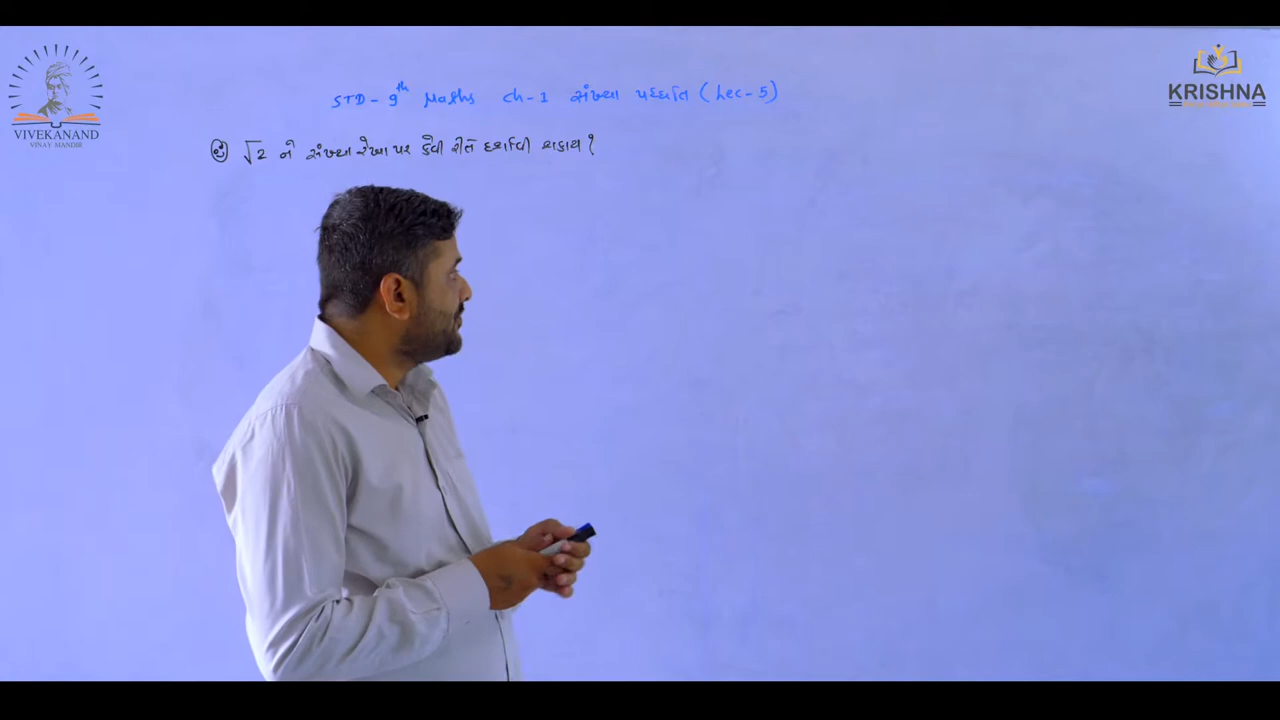 VIVEKANAND
VINAY MANDIR
KRISHNA
STD - 9th Maths Ch-1 સંખ્યા પદ્ધતિ (Lec-5)
√2 ને સંખ્યા રેખા પર કેવી રીતે દર્શાવી શકાય ?